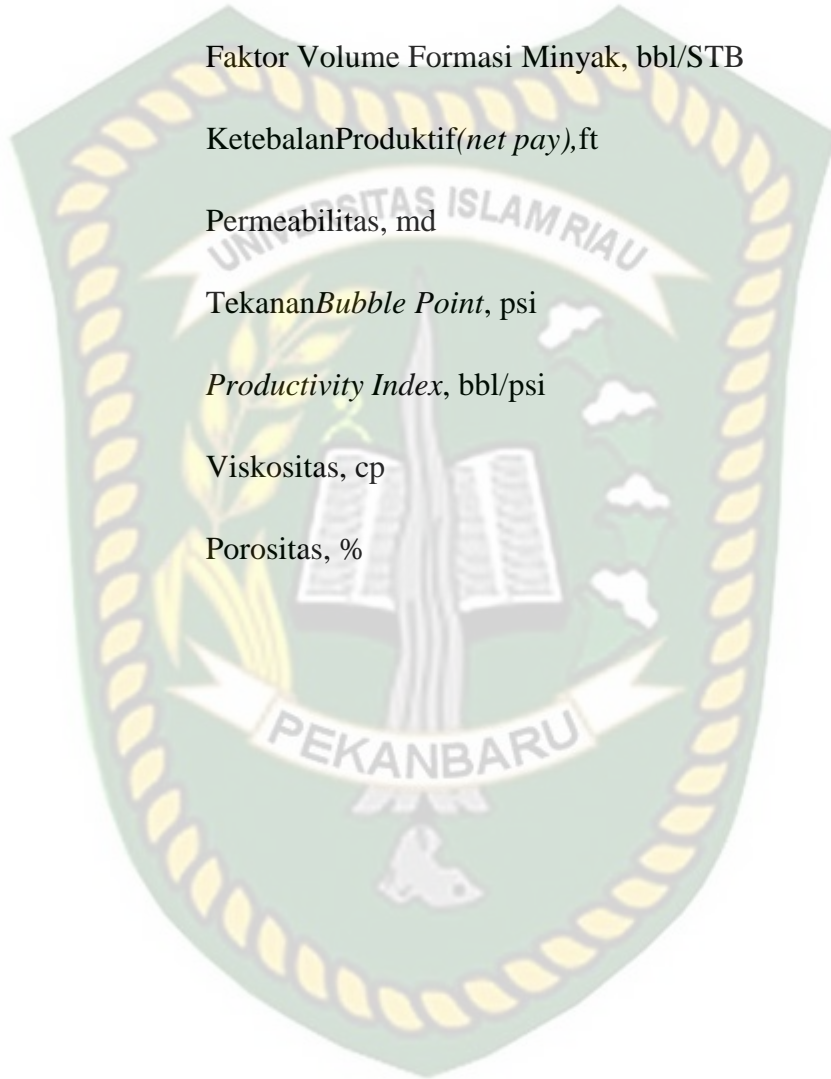 Faktor Volume Formasi Minyak, bbl/STB
KetebalanProduktif(net pay),ft
UNIVERSITAS ISLAM RIAU
Permeabilitas, md
TekananBubble Point, psi
Productivity Index, bbl/psi
Viskositas, cp
Porositas, %
PEKANBARU